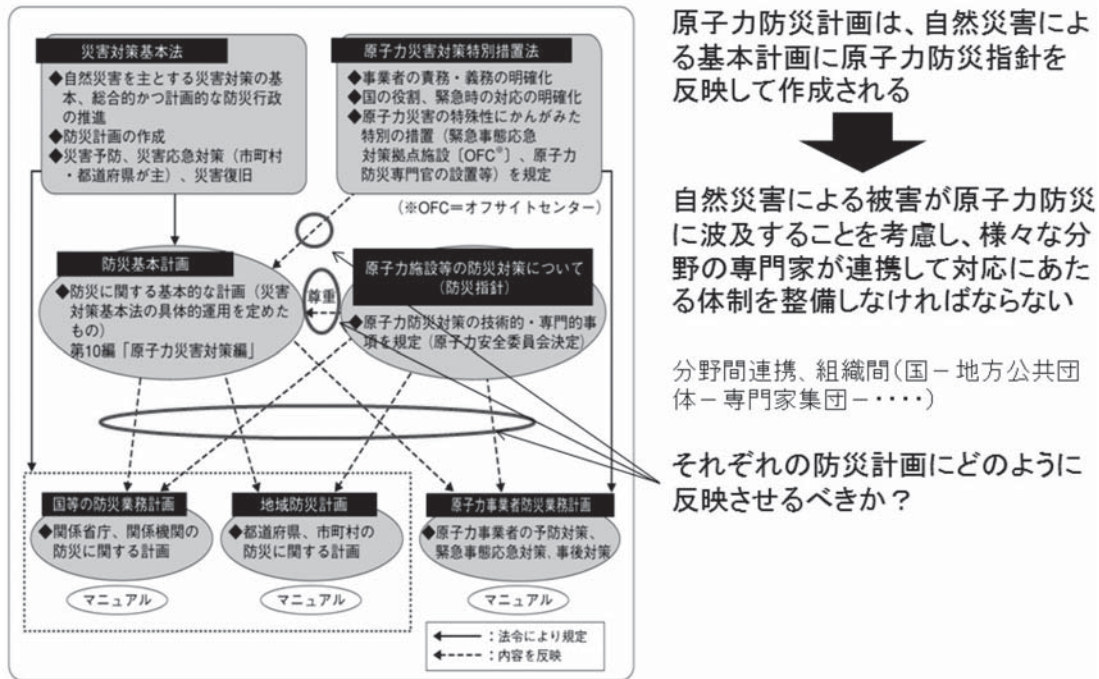 災害対策基本法
◆自然災害を主とする災害対策の基
本、総合的かつ計画的な防災行政
の推進
◆防災計画の作成
◆災害予防、災害応急対策（市町村
・都道府県が主）、災害復旧
原子力災害対策特別措置法
◆事業者の責務・義務の明確化
◆国の役割、緊急時の対応の明確化
◆原子力災害の特殊性にかんがみた
特別の措置（緊急事態応急
対策拠点施設〔OFC※〕、原子力
防災専門官の設置等）を規定
（※OFC＝オフサイトセンター）
防災基本計画
◆防災に関する基本的な計画（災害
対策基本法の具体的運用を定めた
もの）
第10編「原子力災害対策編」
尊重
原子力施設等の防災対策について
（防災指針）
◆原子力防災対策の技術的・専門的事
項を規定（原子力安全委員会決定）
国等の防災業務計画
◆関係省庁、関係機関の
防災に関する計画
マニュアル
地域防災計画
◆都道府県、市町村の
防災に関する計画
マニュアル
原子力事業者防災業務計画
◆原子力事業者の予防対策、
緊急事態応急対策、事後対策
マニュアル
：法令により規定
：内容を反映
原子力防災計画は、自然災害によ
る基本計画に原子力防災指針を
反映して作成される
自然災害による被害が原子力防災
に波及することを考慮し、様々な分
野の専門家が連携して対応にあた
る体制を整備しなければならない
分野間連携、組織間（国－地方公共団
体－専門家集団－・・・・）
それぞれの防災計画にどのように
反映させるべきか？